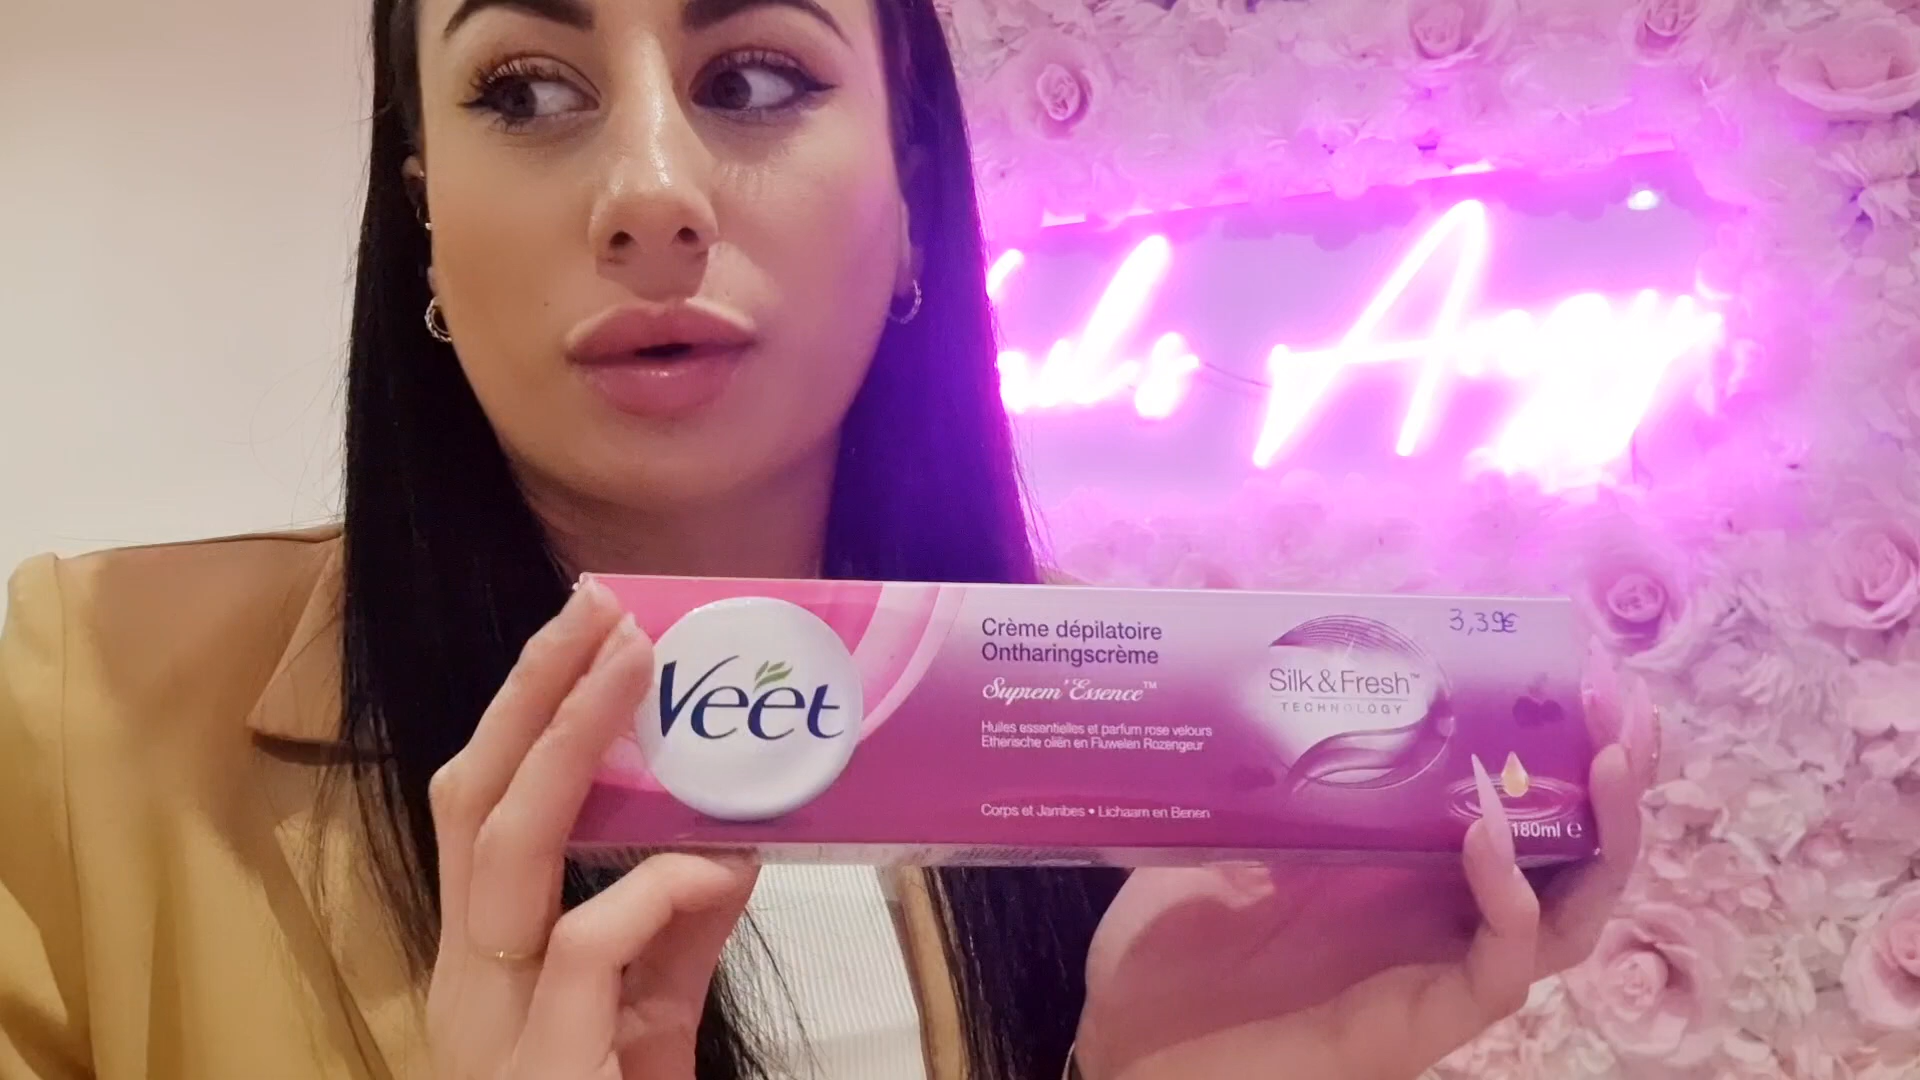 Angy
Veet
Crème dépilatoire
Ontharingscrème
Suprem'Essence™
Huiles essentielles et parfum rose velours
Etherische oliën en Fluwelen Rozengeur
Corps et Jambes • Lichaam en Benen
Silk & Fresh™
TECHNOLOGY
3,39€
180ml e